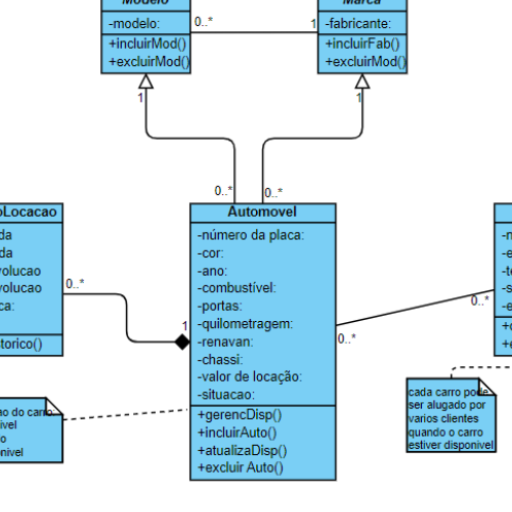 Modelo
-modelo:
+incluirMod()
+excluirMod()
0..*
1
Marca
-fabricante:
+incluirFab()
+excluirMod()
1
1
0..*
0..*
oLocacao
da
da
volucao
volucao
ca:
torico()
0..*
1
Automovel
-número da placa:
-cor:
-ano:
-combustível:
-portas:
-quilometragem:
-renavan:
-chassi:
-valor de locação:
-situacao:
+gerencDisp()
+incluirAuto()
+atualizaDisp()
+excluir Auto()
0..*
0..*
-e
-s
-e
ao do carro
ivel
o
nivel
cada carro pode
ser alugado por
varios clientes
quando o carro
estiver disponivel